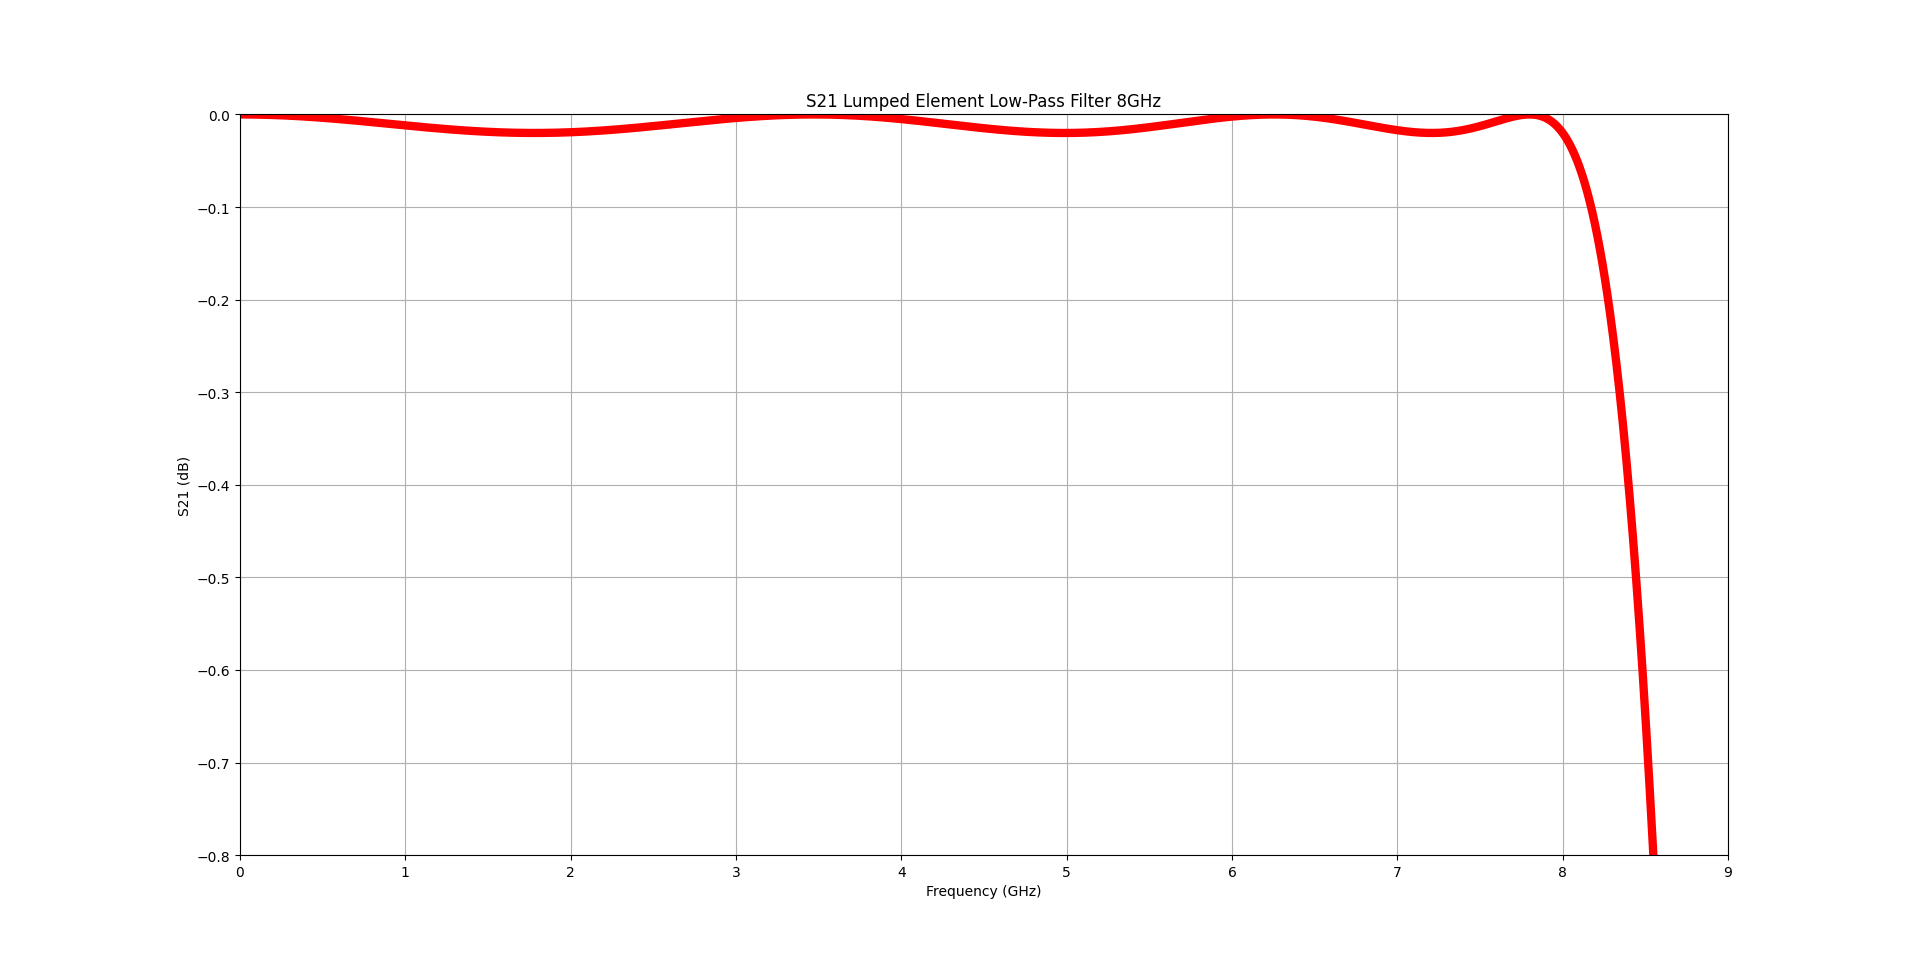 S21 Lumped Element Low-Pass Filter 8GHz
0.0
−0.1
−0.2
−0.3
−0.4
−0.5
−0.6
−0.7
−0.8
S21 (dB)
0 1 2 3 4 5 6 7 8 9
Frequency (GHz)